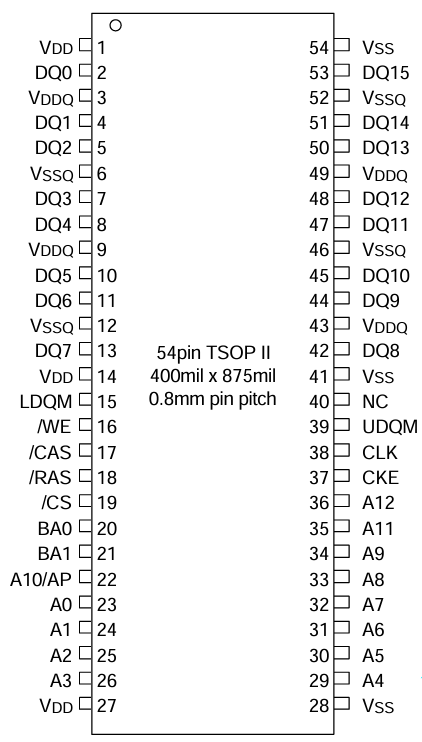 VDD 1 54 VSS
DQ0 2 53 DQ15
VDDQ 3 52 VSSQ
DQ1 4 51 DQ14
DQ2 5 50 DQ13
VSSQ 6 49 VDDQ
DQ3 7 48 DQ12
DQ4 8 47 DQ11
VDDQ 9 46 VSSQ
DQ5 10 45 DQ10
DQ6 11 44 DQ9
VSSQ 12 43 VDDQ
DQ7 13 54pin TSOP II 42 DQ8
VDD 14 400mil x 875mil 41 VSS
LDQM 15 0.8mm pin pitch 40 NC
/WE 16 39 UDQM
/CAS 17 38 CLK
/RAS 18 37 CKE
/CS 19 36 A12
BA0 20 35 A11
BA1 21 34 A9
A10/AP 22 33 A8
A0 23 32 A7
A1 24 31 A6
A2 25 30 A5
A3 26 29 A4
VDD 27 28 VSS